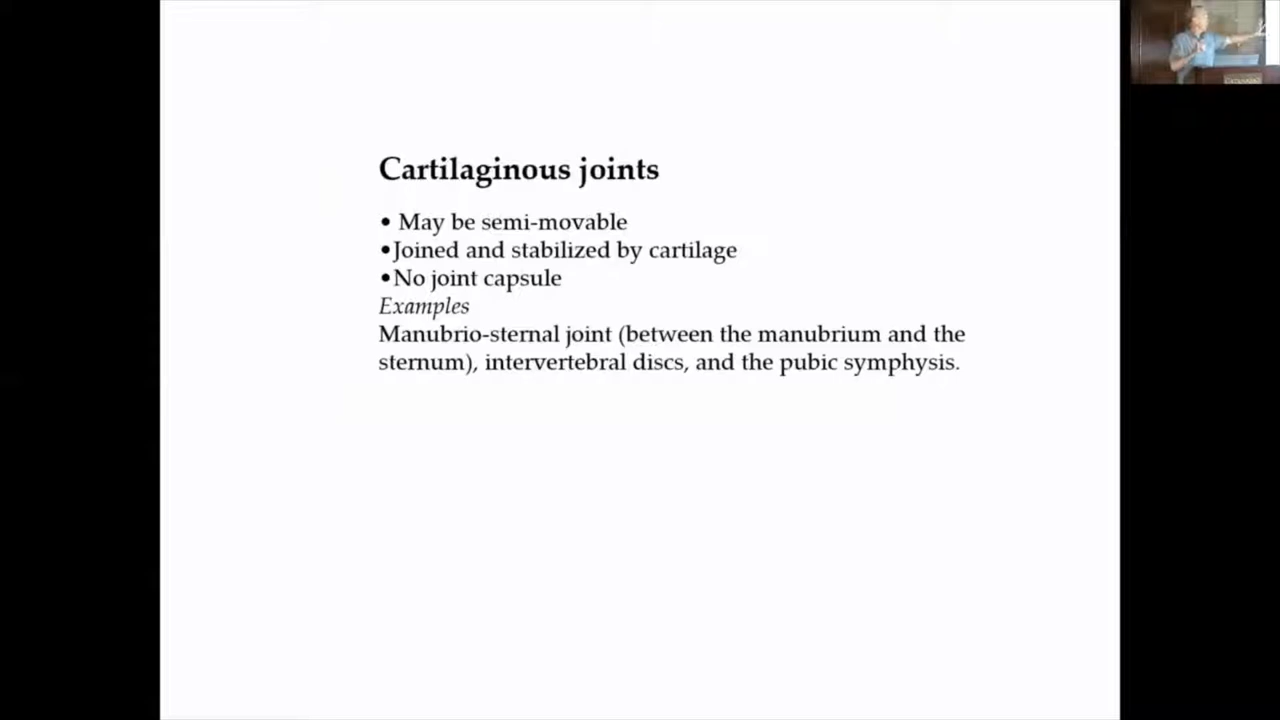 Cartilaginous joints
• May be semi-movable
•Joined and stabilized by cartilage
•No joint capsule
Examples
Manubrio-sternal joint (between the manubrium and the
sternum), intervertebral discs, and the pubic symphysis.